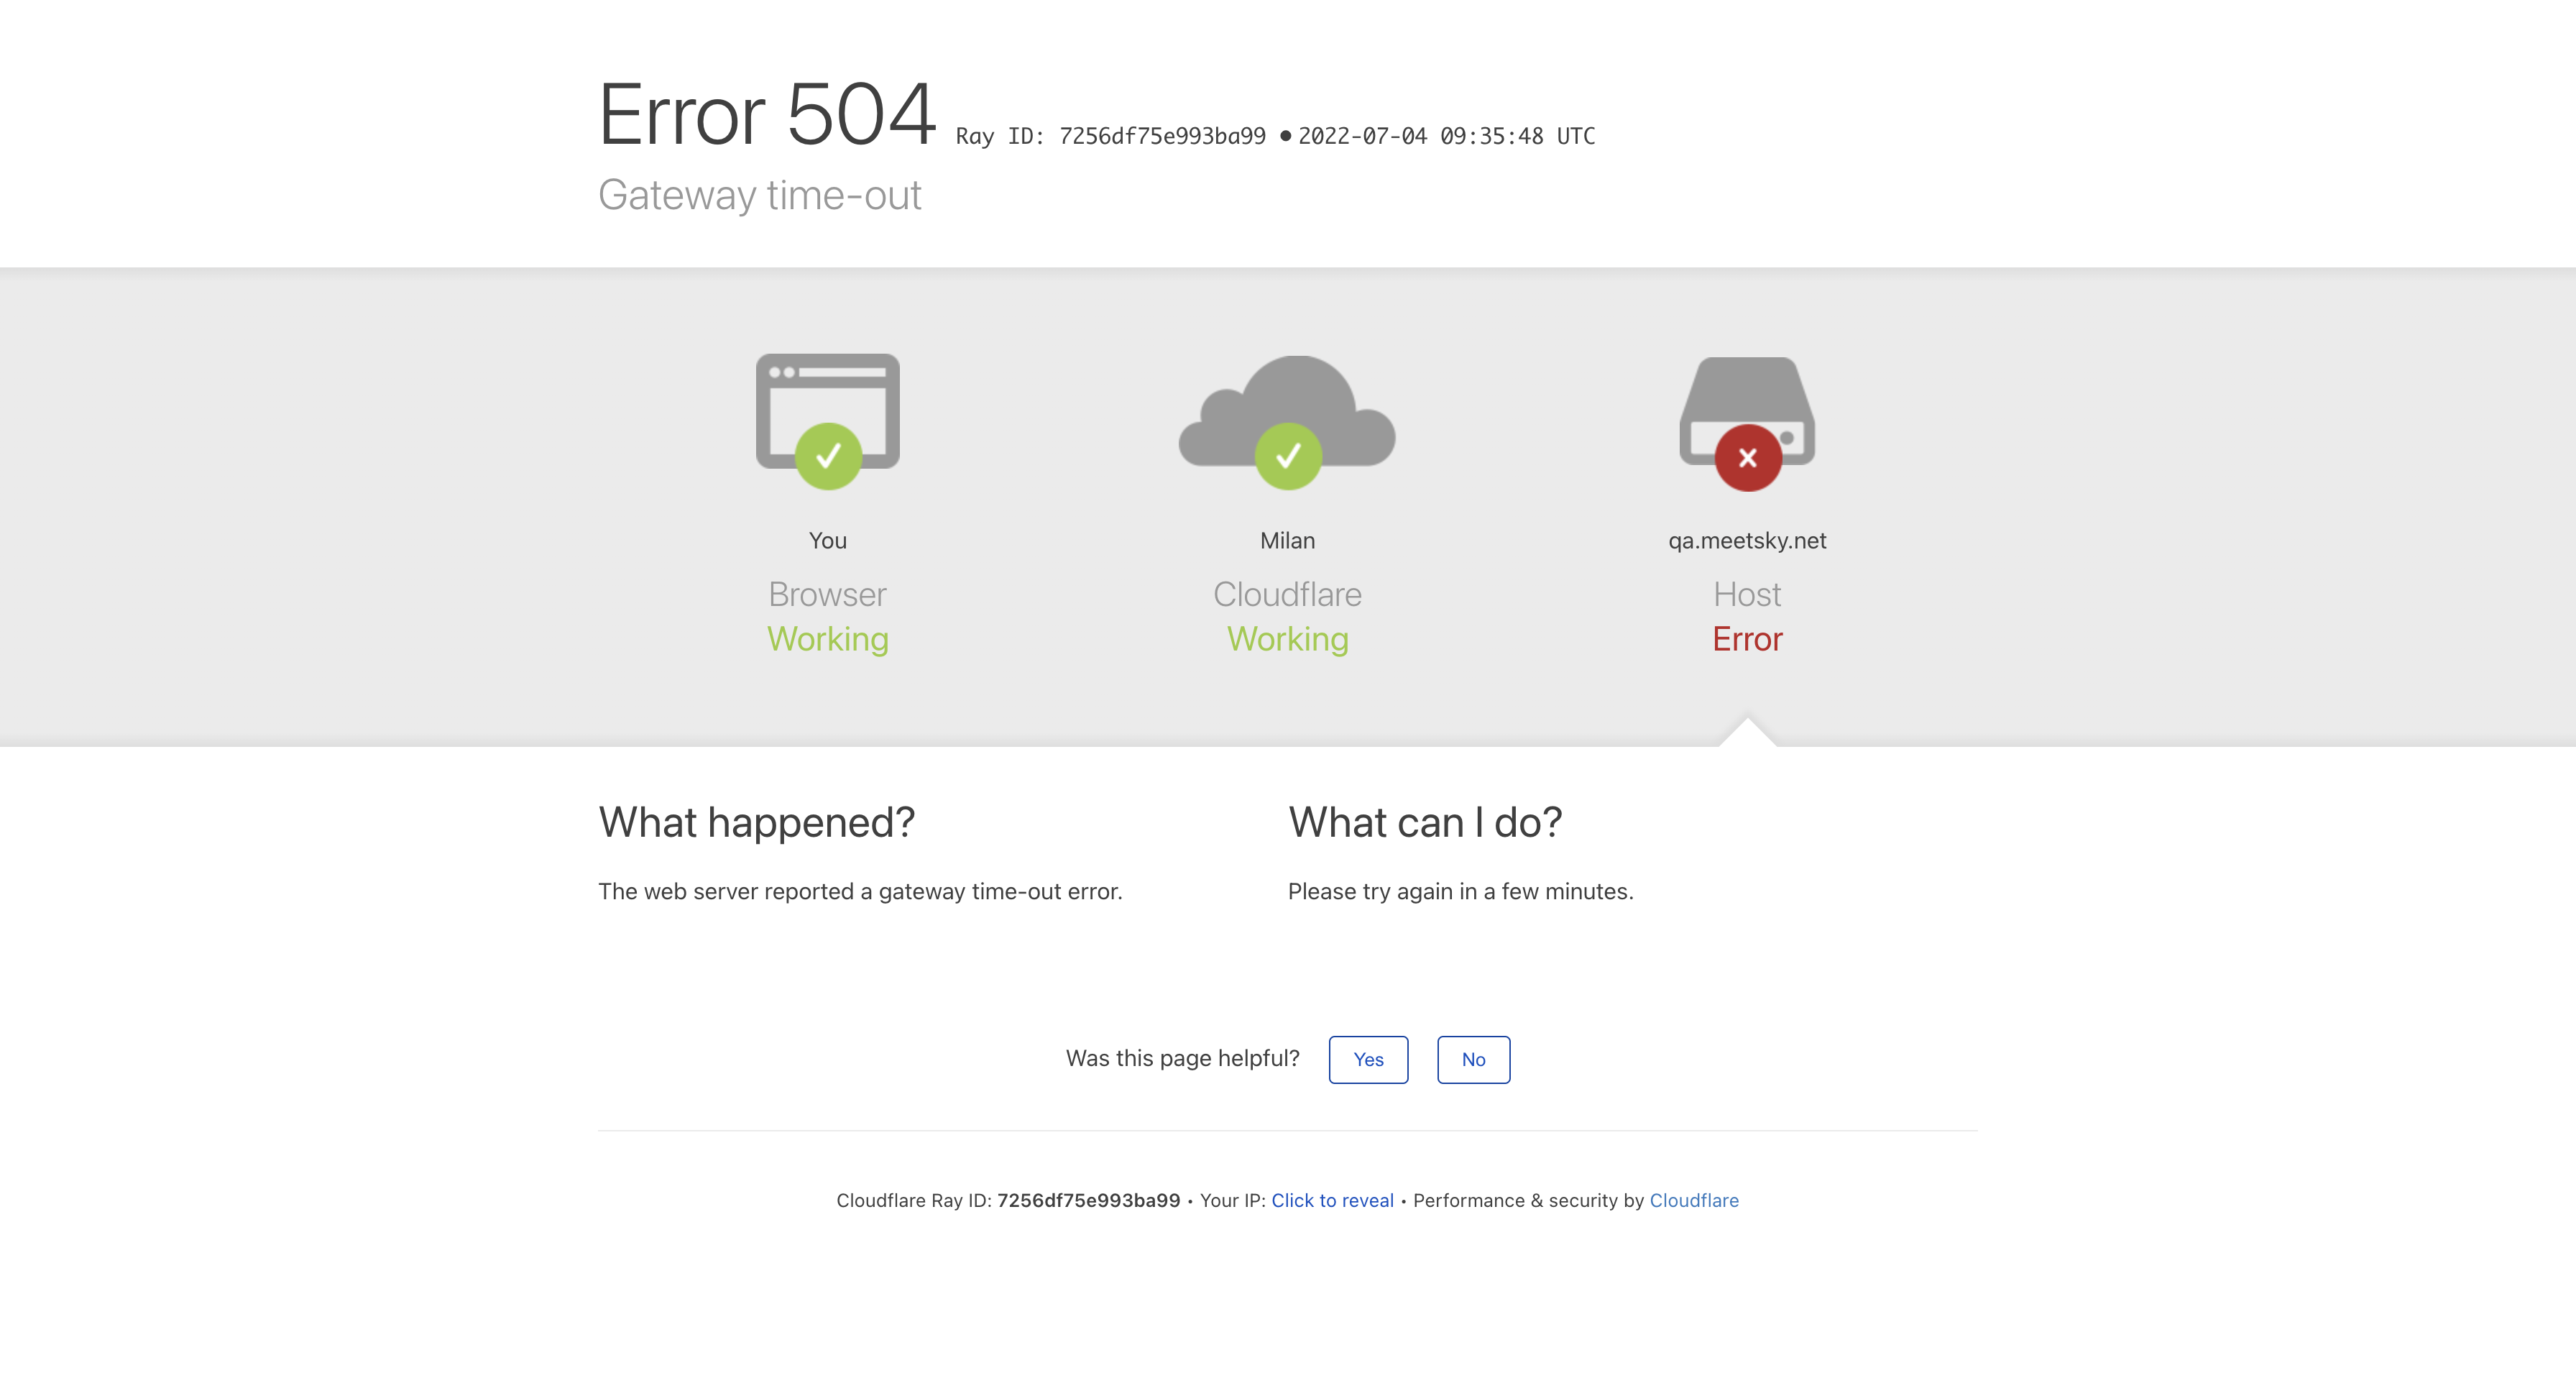 Error 504 Ray ID: 7256df75e993ba99 • 2022-07-04 09:35:48 UTC
Gateway time-out
You
Browser
Working
Milan
Cloudflare
Working
qa.meetsky.net
Host
Error
What happened?
The web server reported a gateway time-out error.
What can I do?
Please try again in a few minutes.
Was this page helpful? Yes No
Cloudflare Ray ID: 7256df75e993ba99 • Your IP: Click to reveal • Performance & security by Cloudflare